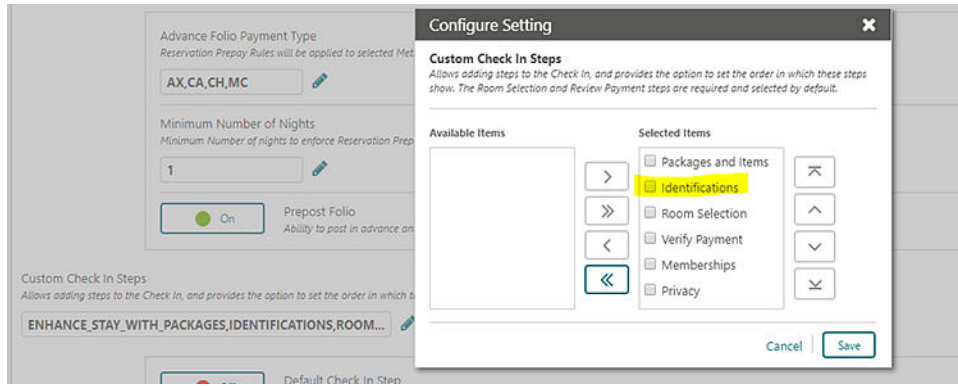 Advance Folio Payment Type
Reservation Prepay Rules will be applied to selected Met
AX,CA,CH,MC
Minimum Number of Nights
Minimum Number of nights to enforce Reservation Prep
1
On
Prepost Folio
Ability to post in advance an
Custom Check In Steps
Allows adding steps to the Check In, and provides the option to set the order in which t
ENHANCE_STAY_WITH_PACKAGES,IDENTIFICATIONS,ROOM...
Default Check In Step
Configure Setting
Custom Check In Steps
Allows adding steps to the Check In, and provides the option to set the order in which these steps
show. The Room Selection and Review Payment steps are required and selected by default.
Available Items
Selected Items
Packages and Items
Identifications
Room Selection
Verify Payment
Memberships
Privacy
Cancel
Save